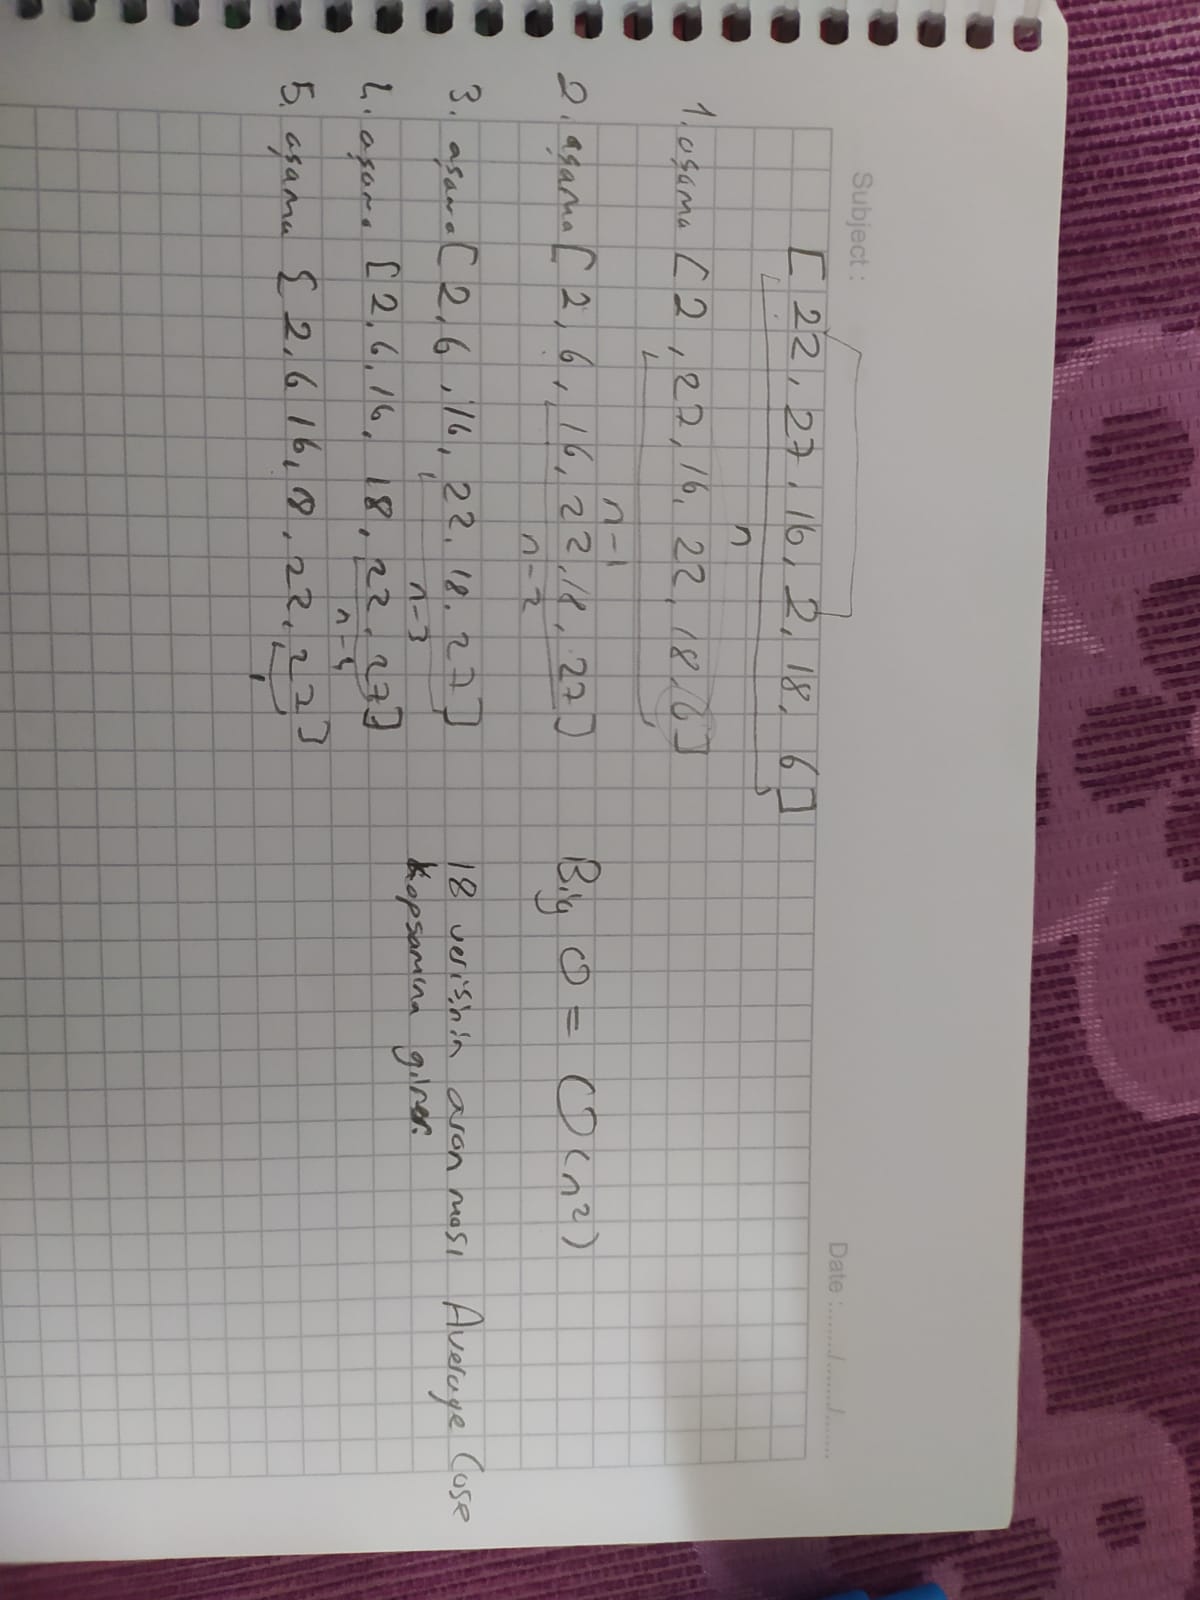 Subject :
Date : ......./......./.......
[22, 27, 16, 2, 18, 6]
n
1. aşama [2, 27, 16, 22, 18, 6]
n-1
2. aşama [2, 6, 16, 22, 18, 27] Big O = O(n²)
n-2
3. aşama [2, 6, 16, 22, 18, 27] 18 verisinin aranması Average Case
n-3 kapsamına girer.
4. aşama [2, 6, 16, 18, 22, 27]
n-4
5. aşama [2, 6 16, 18, 22, 27]